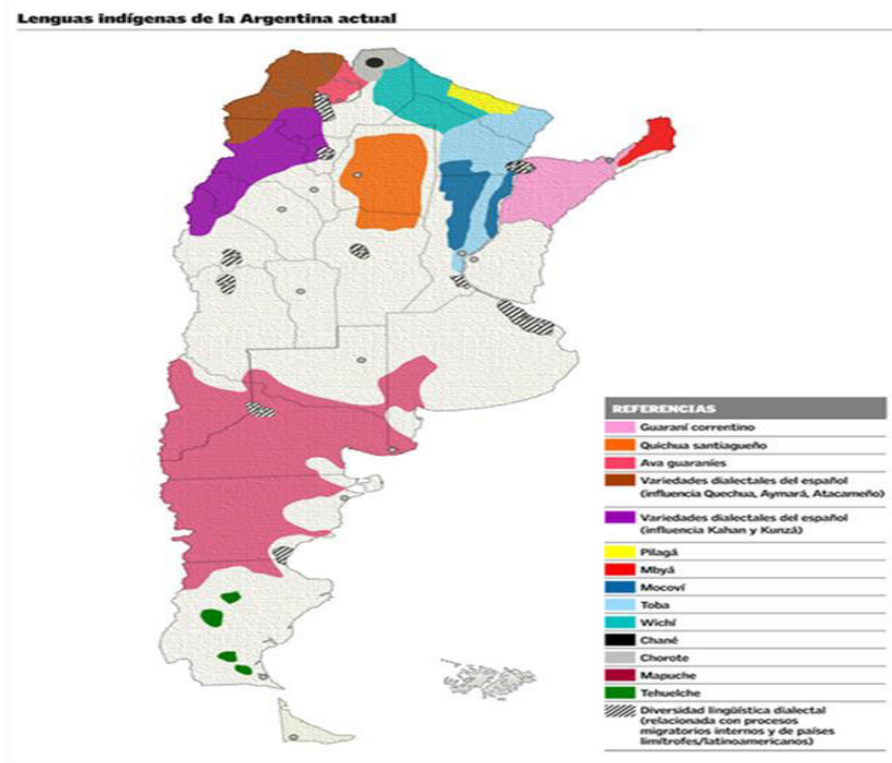 Lenguas indígenas de la Argentina actual
REFERENCIAS
Guaraní correntino
Quichua santiagueño
Ava guaraníes
Variedades dialectales del español
(influencia Quechua, Aymará, Atacameño)
Variedades dialectales del español
(influencia Kahan y Kunzá)
Pilagá
Mbyá
Mocoví
Toba
Wichí
Chané
Chorote
Mapuche
Tehuelche
Diversidad lingüística dialectal
(relacionada con procesos
migratorios internos y de países
limítrofes/latinoamericanos)